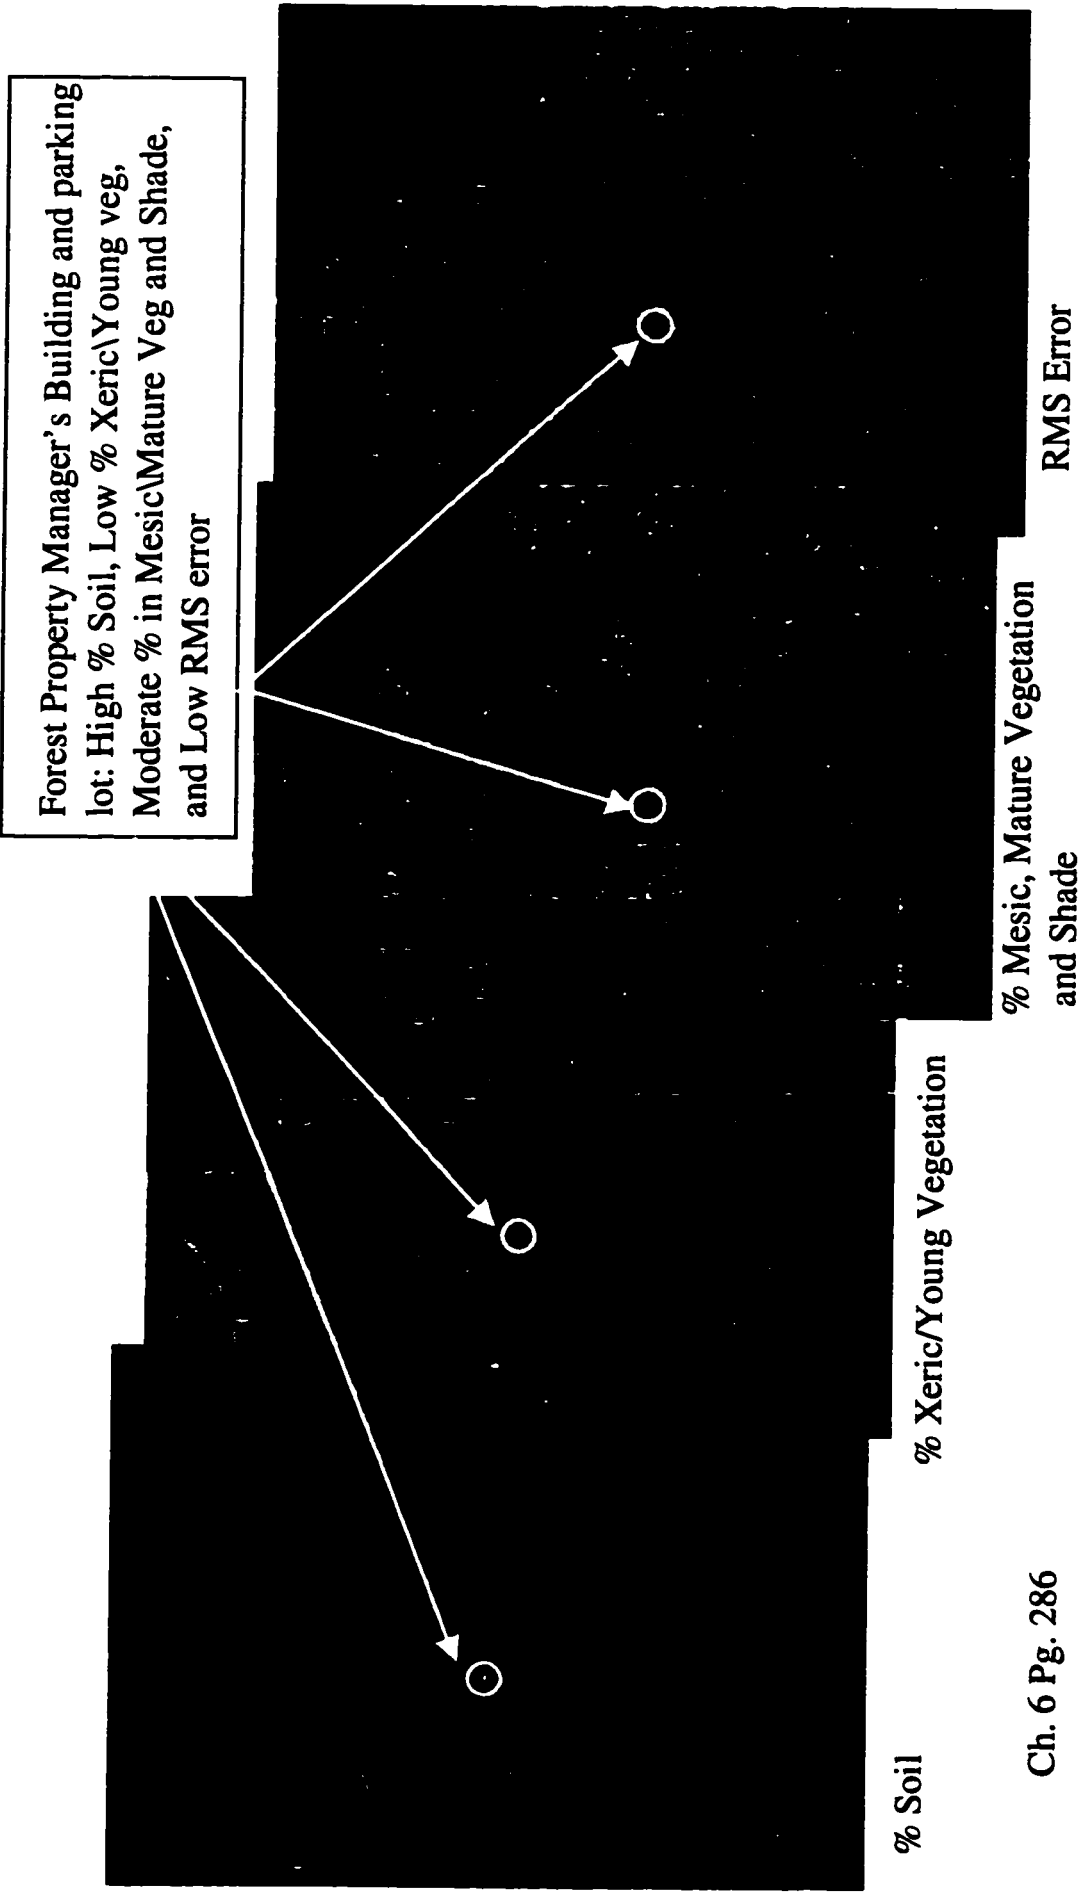 Forest Property Manager's Building and parking
lot: High % Soil, Low % Xeric\Young veg,
Moderate % in Mesic\Mature Veg and Shade,
and Low RMS error
% Soil
% Xeric/Young Vegetation
% Mesic, Mature Vegetation
and Shade
RMS Error
Ch. 6 Pg. 286